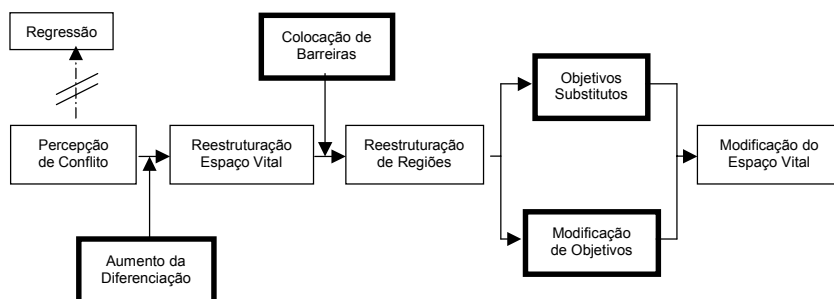 Regressão
Colocação de
Barreiras
Objetivos
Substitutos
Percepção
de Conflito
Reestruturação
Espaço Vital
Reestruturação
de Regiões
Modificação do
Espaço Vital
Aumento da
Diferenciação
Modificação
de Objetivos